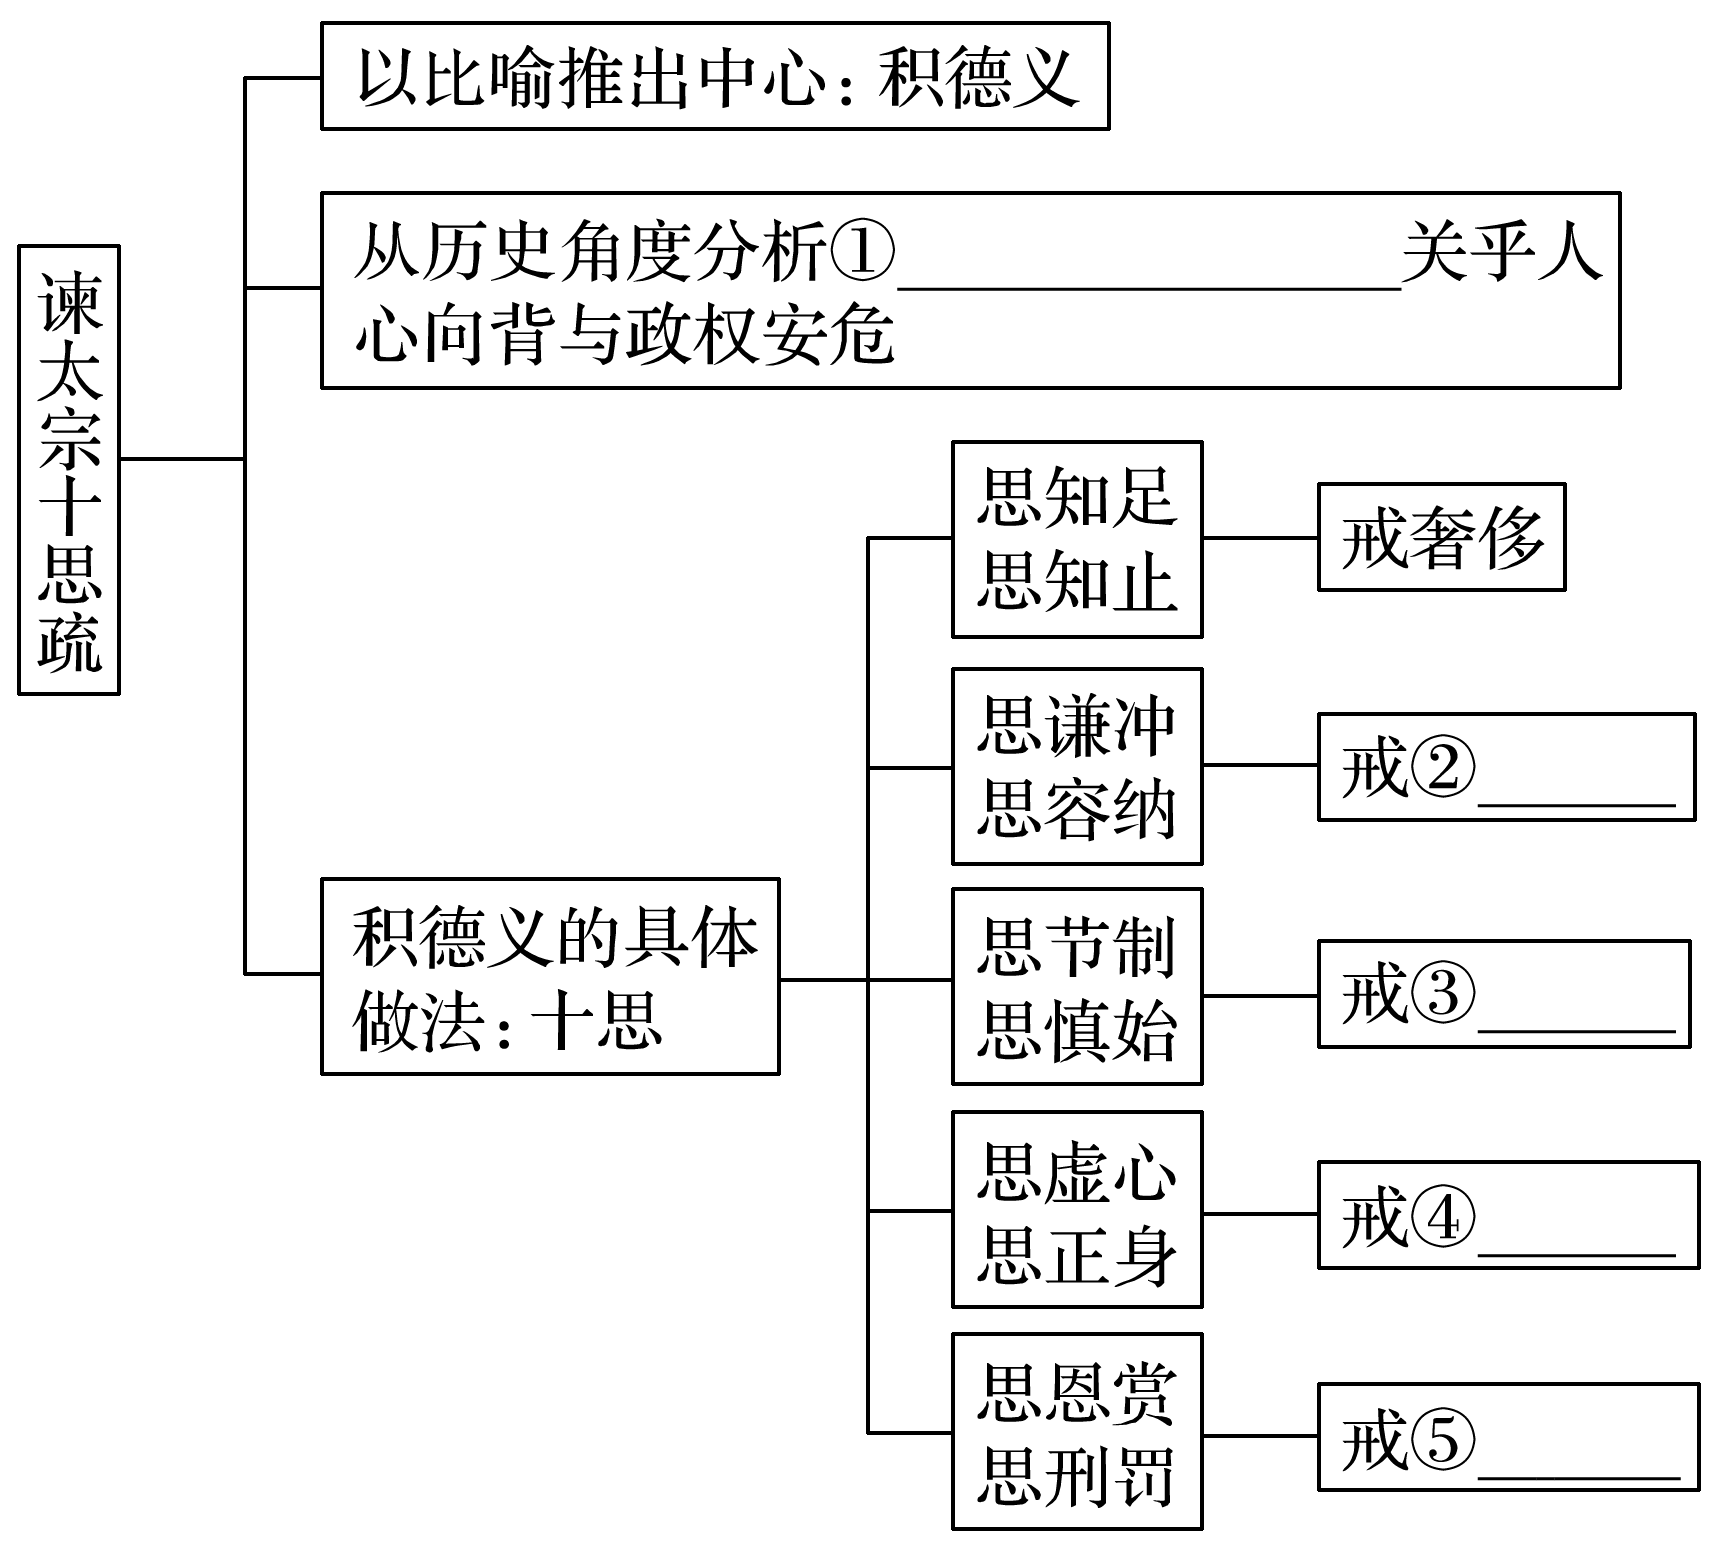 谏太宗十思疏
以比喻推出中心：积德义
从历史角度分析①_______________关乎人
心向背与政权安危
积德义的具体
做法：十思
思知足
思知止
戒奢侈
思谦冲
思容纳
戒②______
思节制
思慎始
戒③______
思虚心
思正身
戒④______
思恩赏
思刑罚
戒⑤______